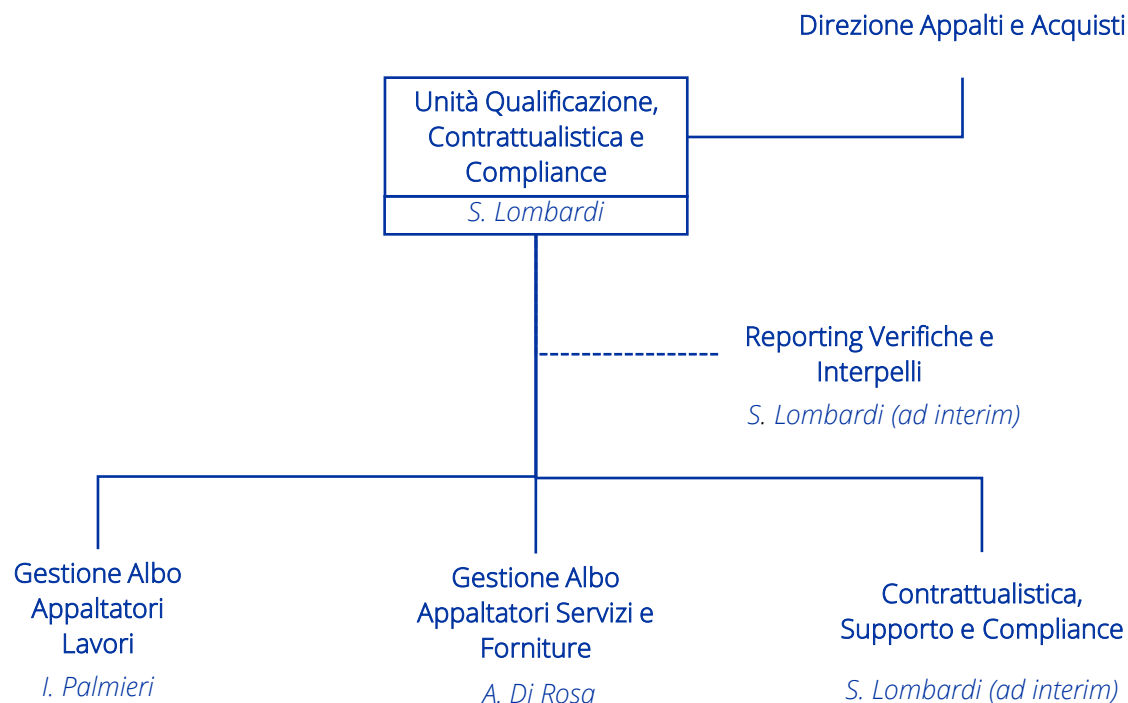 Direzione Appalti e Acquisti
Unità Qualificazione,
Contrattualistica e
Compliance
S. Lombardi
Reporting Verifiche e
Interpelli
S. Lombardi (ad interim)
Gestione Albo
Appaltatori
Lavori
I. Palmieri
Gestione Albo
Appaltatori Servizi e
Forniture
A. Di Rosa
Contrattualistica,
Supporto e Compliance
S. Lombardi (ad interim)